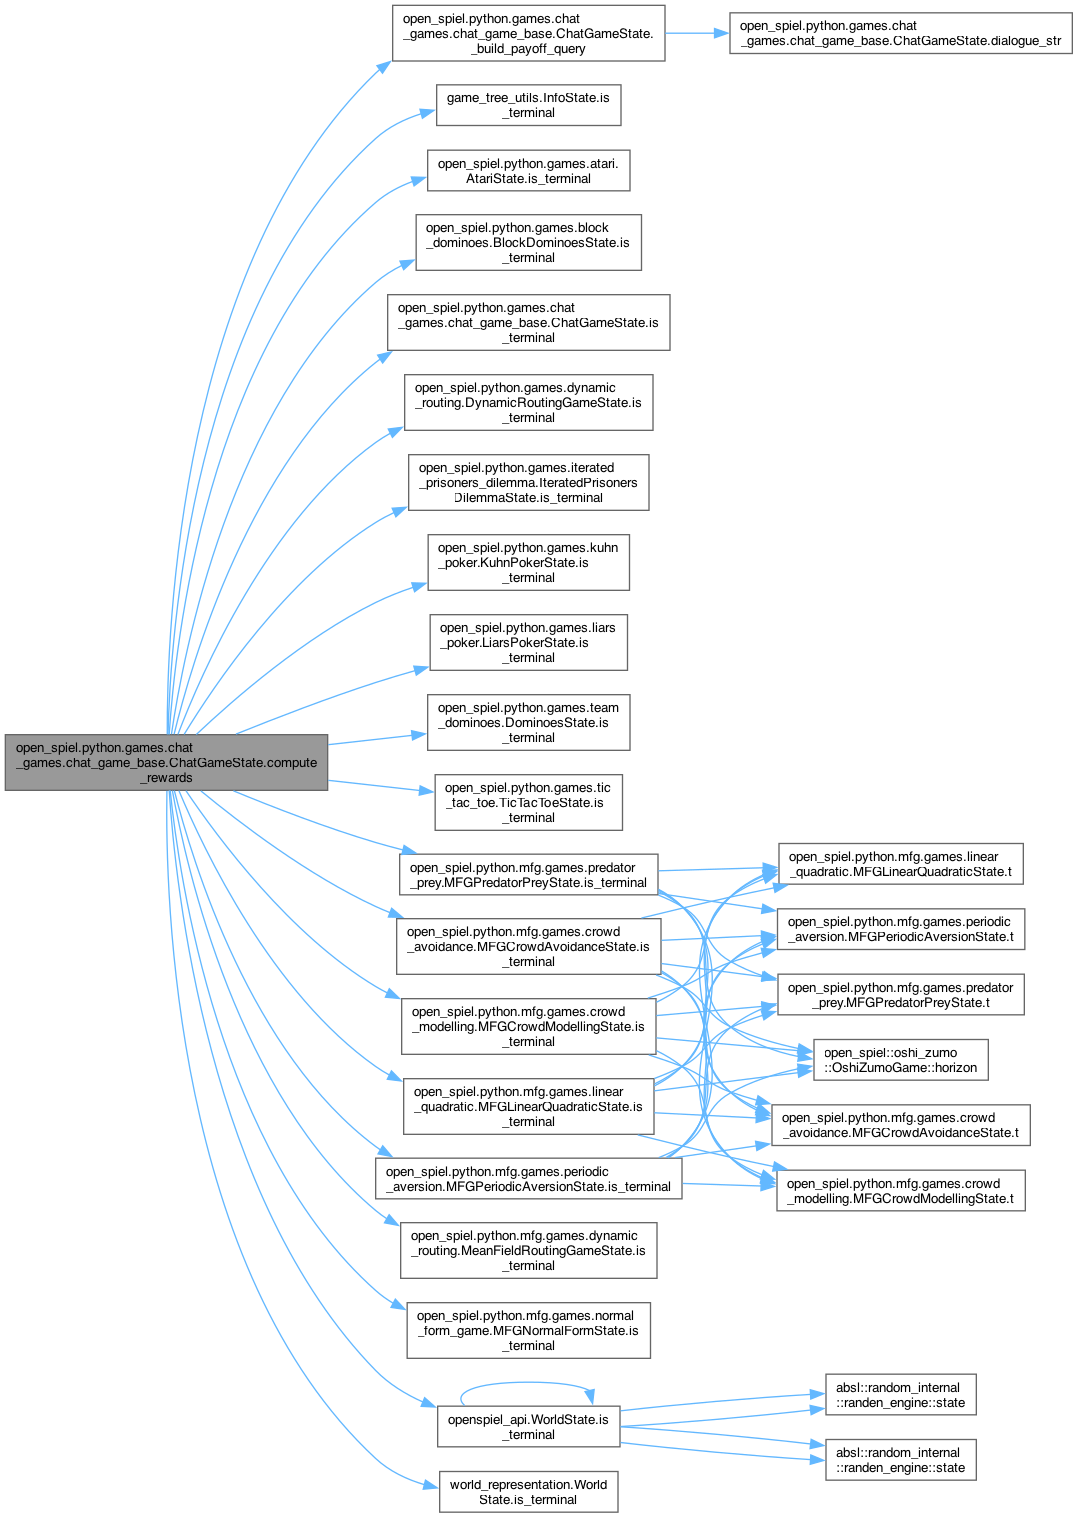 open_spiel.python.games.chat
_games.chat_game_base.ChatGameState.compute
_rewards
open_spiel.python.games.chat
_games.chat_game_base.ChatGameState.
_build_payoff_query
open_spiel.python.games.chat
_games.chat_game_base.ChatGameState.dialogue_str
game_tree_utils.InfoState.is
_terminal
open_spiel.python.games.atari.
AtariState.is_terminal
open_spiel.python.games.block
_dominoes.BlockDominoesState.is
_terminal
open_spiel.python.games.chat
_games.chat_game_base.ChatGameState.is
_terminal
open_spiel.python.games.dynamic
_routing.DynamicRoutingGameState.is
_terminal
open_spiel.python.games.iterated
_prisoners_dilemma.IteratedPrisoners
DilemmaState.is_terminal
open_spiel.python.games.kuhn
_poker.KuhnPokerState.is
_terminal
open_spiel.python.games.liars
_poker.LiarsPokerState.is
_terminal
open_spiel.python.games.team
_dominoes.DominoesState.is
_terminal
open_spiel.python.games.tic
_tac_toe.TicTacToeState.is
_terminal
open_spiel.python.mfg.games.predator
_prey.MFGPredatorPreyState.is_terminal
open_spiel.python.mfg.games.crowd
_avoidance.MFGCrowdAvoidanceState.is
_terminal
open_spiel.python.mfg.games.crowd
_modelling.MFGCrowdModellingState.is
_terminal
open_spiel.python.mfg.games.linear
_quadratic.MFGLinearQuadraticState.is
_terminal
open_spiel.python.mfg.games.periodic
_aversion.MFGPeriodicAversionState.is_terminal
open_spiel.python.mfg.games.dynamic
_routing.MeanFieldRoutingGameState.is
_terminal
open_spiel.python.mfg.games.normal
_form_game.MFGNormalFormState.is
_terminal
openspiel_api.WorldState.is
_terminal
world_representation.World
State.is_terminal
open_spiel.python.mfg.games.linear
_quadratic.MFGLinearQuadraticState.t
open_spiel.python.mfg.games.periodic
_aversion.MFGPeriodicAversionState.t
open_spiel.python.mfg.games.predator
_prey.MFGPredatorPreyState.t
open_spiel::oshi_zumo
::OshiZumoGame::horizon
open_spiel.python.mfg.games.crowd
_avoidance.MFGCrowdAvoidanceState.t
open_spiel.python.mfg.games.crowd
_modelling.MFGCrowdModellingState.t
absl::random_internal
::randen_engine::state
absl::random_internal
::randen_engine::state